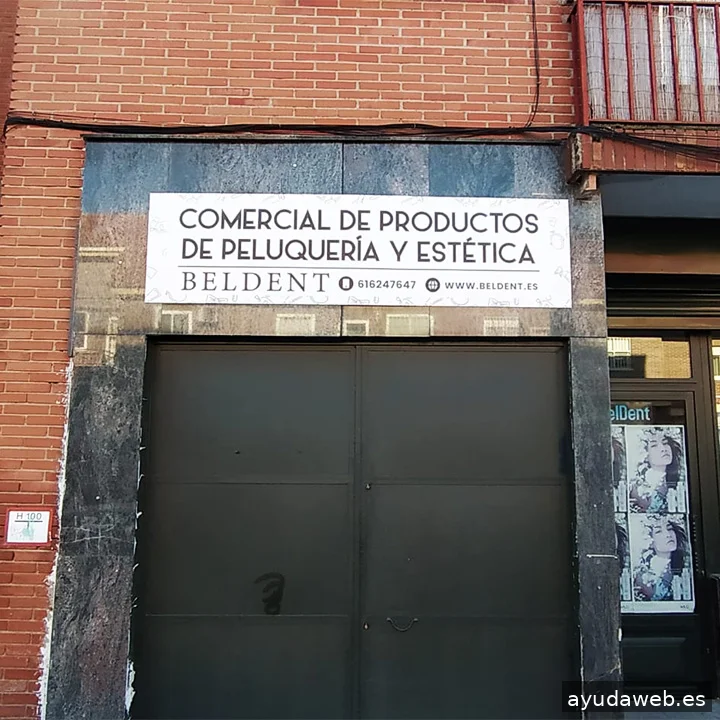 COMERCIAL DE PRODUCTOS
DE PELUQUERÍA Y ESTÉTICA
BELDENT 616247647 WWW.BELDENT.ES
elDent
H 100
ayudaweb.es